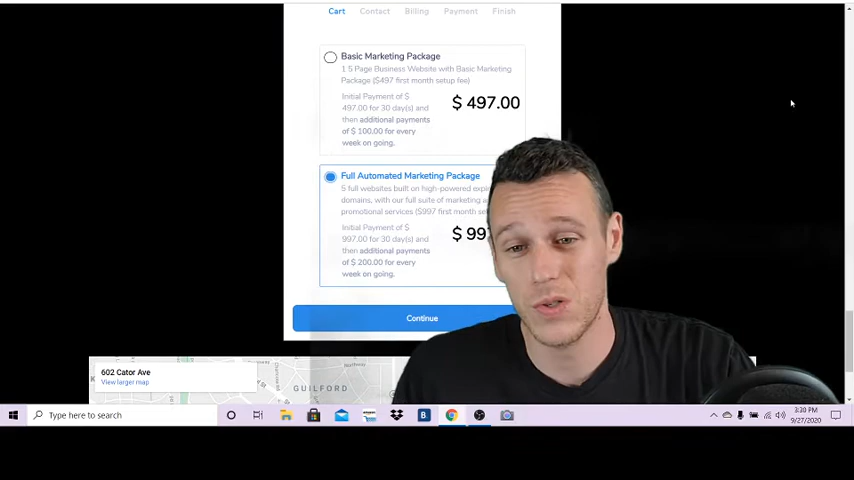 Cart Contact Billing Payment Finish
Basic Marketing Package
1 5 Page Business Website with Basic Marketing
Package ($497 first month setup fee)
Initial Payment of $
497.00 for 30 day(s) and
then additional payments
of $ 100.00 for every
week on going.
$ 497.00
Full Automated Marketing Package
5 full websites built on high-powered
domains, with our full suite of marketing
promotional services ($997 first month
Initial Payment of $
997.00 for 30 day(s) and
then additional payments
of $ 200.00 for every
week on going.
$ 99
Continue
602 Cator Ave
View larger map
GUILFORD
Type here to search
3:30 PM
9/27/2020